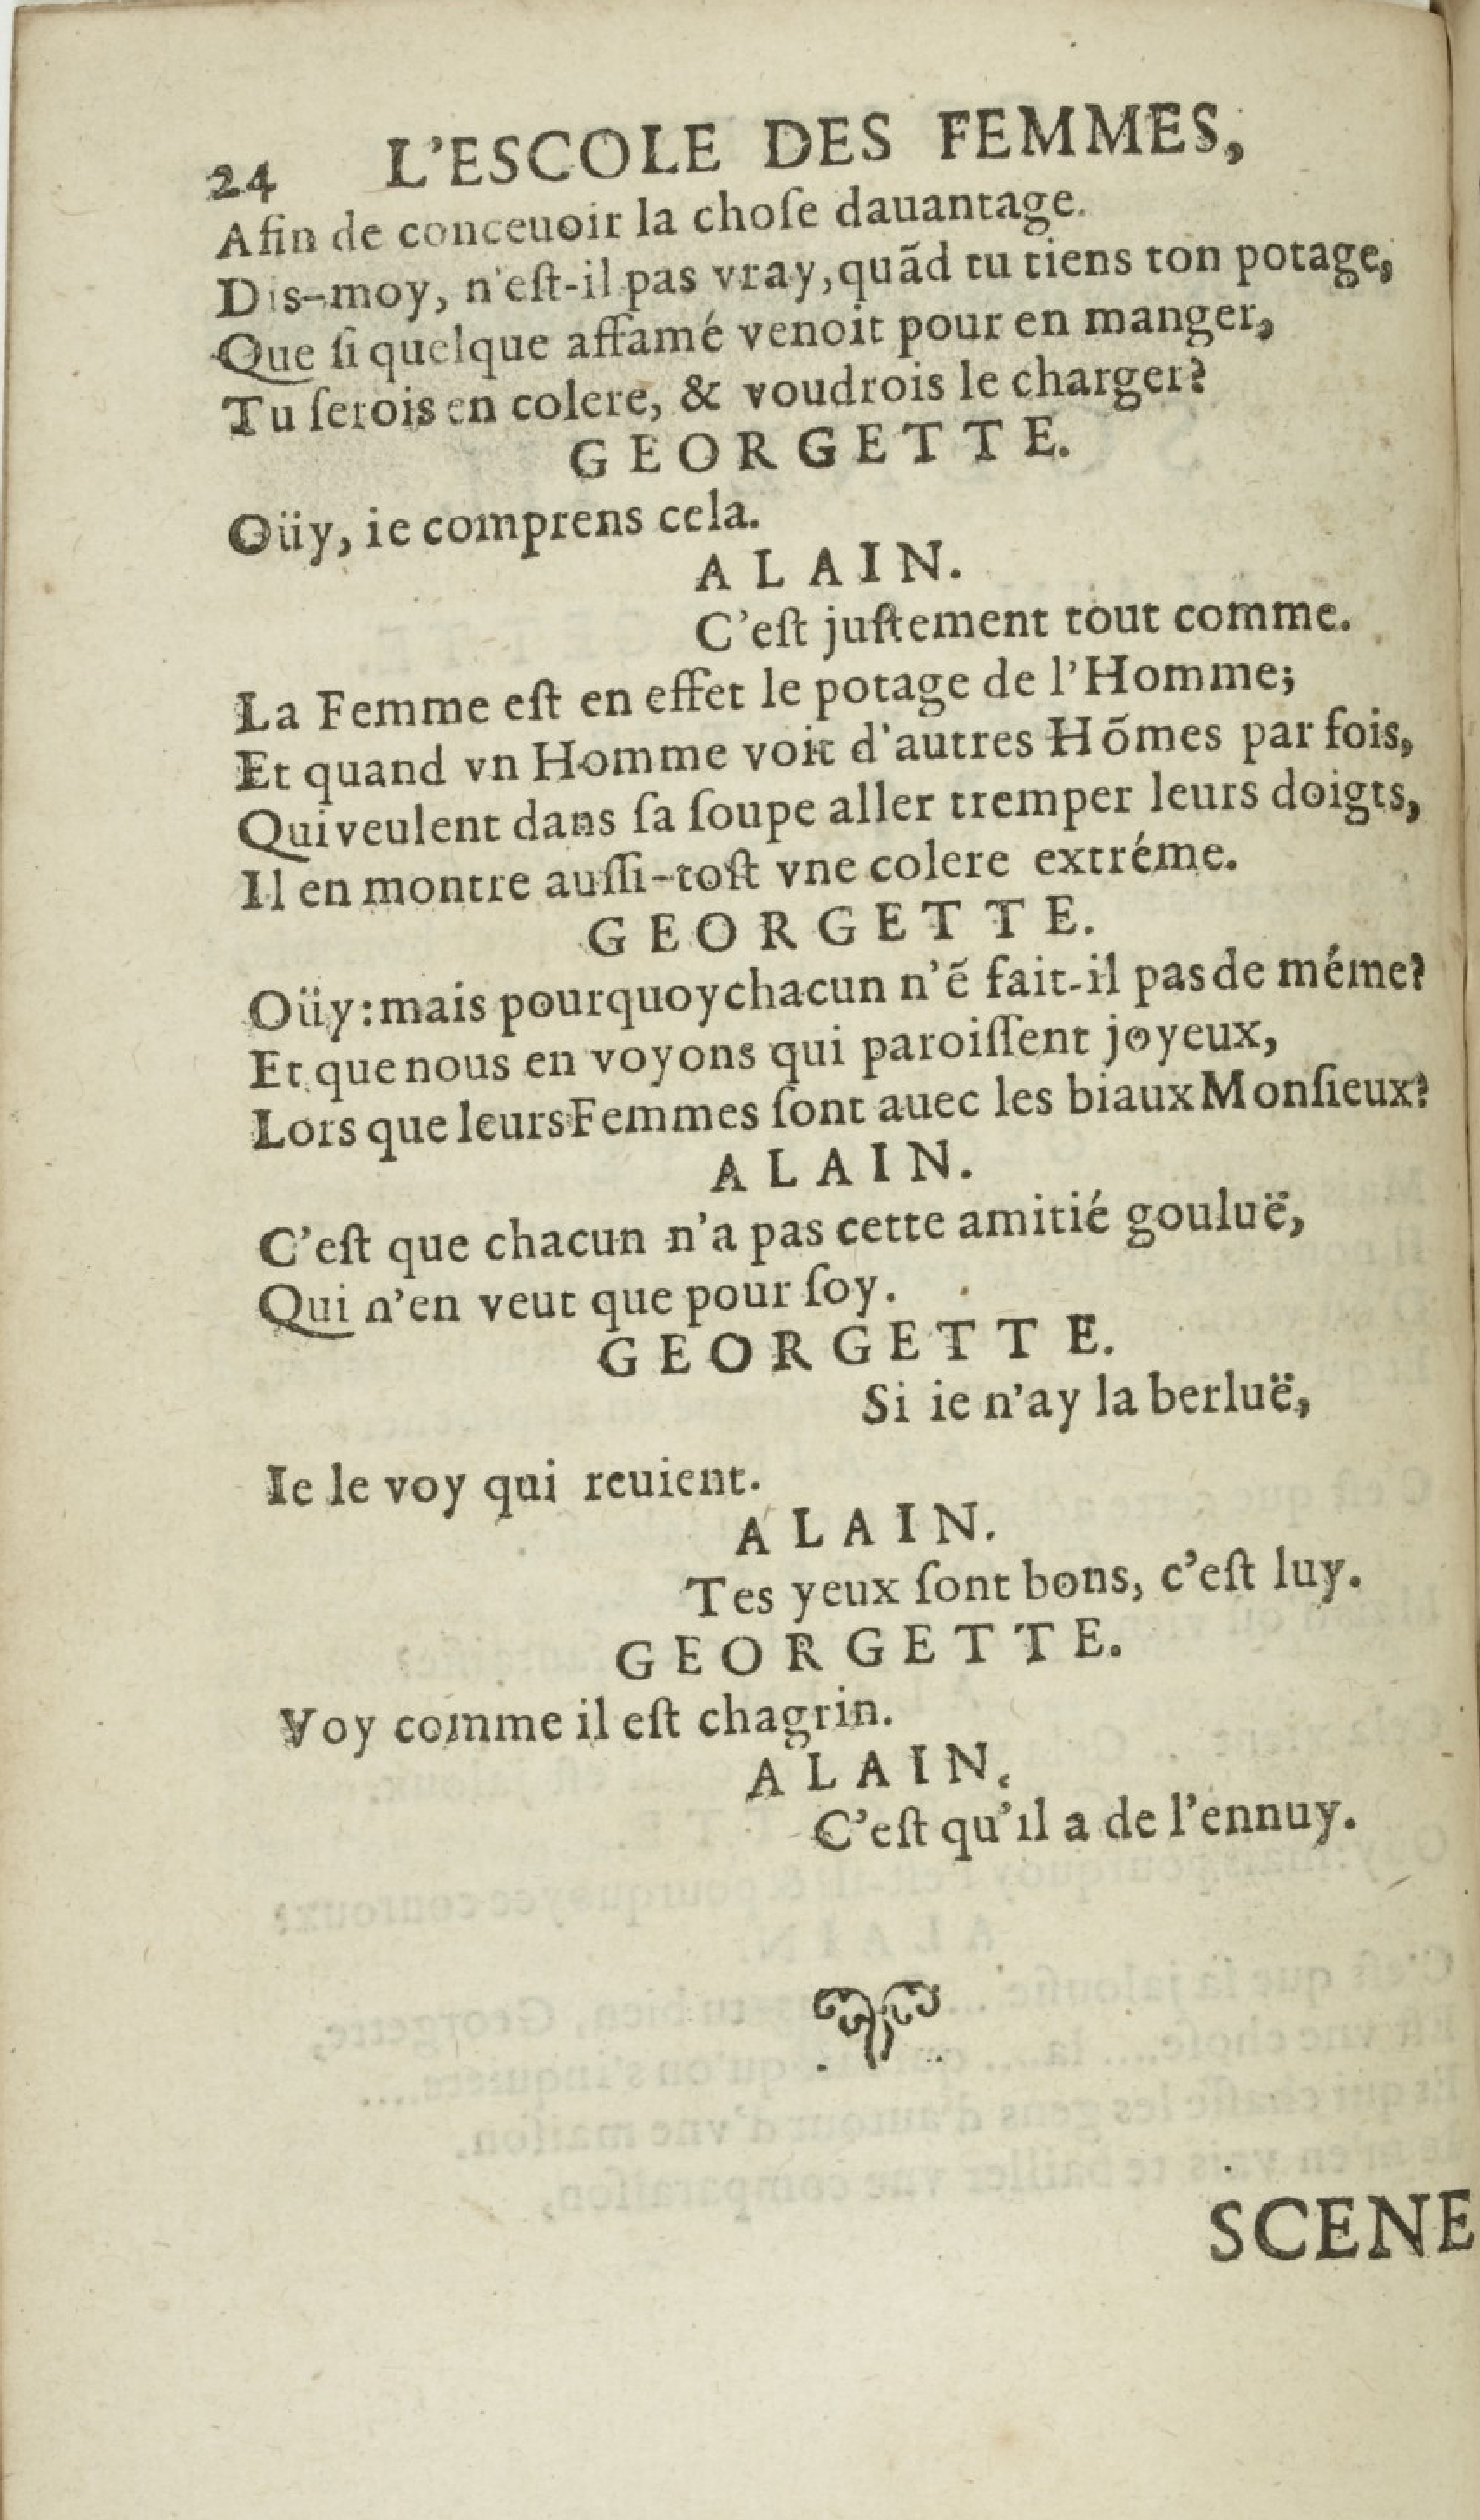 24 L'ESCOLE DES FEMMES,
Afin de conceuoir la choſe dauantage.
Dis-moy, n'eſt-il pas vray, quãd tu tiens ton potage,
Que ſi quelque affamé venoit pour en manger,
Tu ſerois en colere, & voudrois le charger?
GEORGETTE.
Oüy, ie comprens cela.
ALAIN.
C'eſt juſtement tout comme.
La Femme eſt en effet le potage de l'Homme;
Et quand vn Homme voit d'autres Hõmes par fois,
Qui veulent dans ſa ſoupe aller tremper leurs doigts,
Il en montre auſſi-toſt vne colere extréme.
GEORGETTE.
Oüy: mais pourquoy chacun n'ẽ fait-il pas de méme?
Et que nous en voyons qui paroiſſent joyeux,
Lors que leurs Femmes ſont auec les biaux Monſieux?
ALAIN.
C'eſt que chacun n'a pas cette amitié gouluë,
Qui n'en veut que pour ſoy.
GEORGETTE.
Si ie n'ay la berluë,
Ie le voy qui reuient.
ALAIN.
Tes yeux ſont bons, c'eſt luy.
GEORGETTE.
Voy comme il eſt chagrin.
ALAIN.
C'eſt qu'il a de l'ennuy.
SCENE